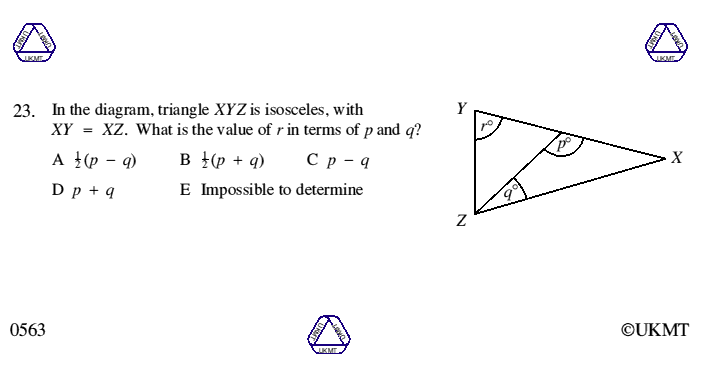 23. In the diagram, triangle XYZ is isosceles, with
XY = XZ. What is the value of r in terms of p and q?
A ½(p − q) B ½(p + q) C p − q
D p + q E Impossible to determine
Y
r°
p°
X
q°
Z
UKMT
UKMT
UKMT
UKMT
UKMT
UKMT
0563
UKMT
UKMT
UKMT
©UKMT